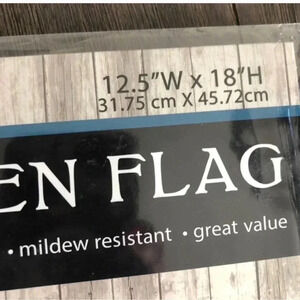 12.5”W x 18”H
31.75 cm X 45.72cm
EN FLAG
• mildew resistant • great value